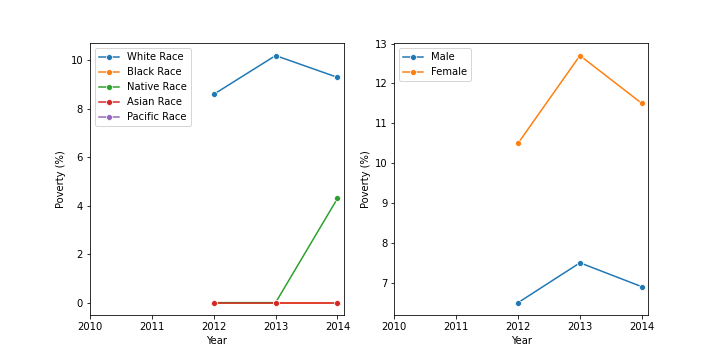 White Race
Black Race
Native Race
Asian Race
Pacific Race
10
8
6
4
2
0
Poverty (%)
2010 2011 2012 2013 2014
Year
Male
Female
13
12
11
10
9
8
7
Poverty (%)
2010 2011 2012 2013 2014
Year